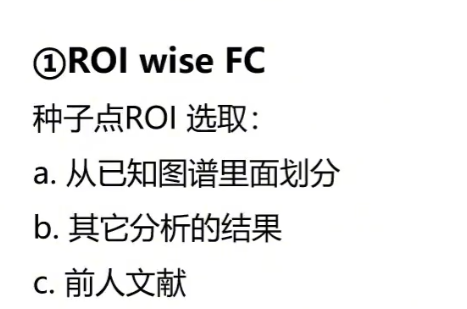 ①ROI wise FC
种子点ROI 选取：
a. 从已知图谱里面划分
b. 其它分析的结果
c. 前人文献